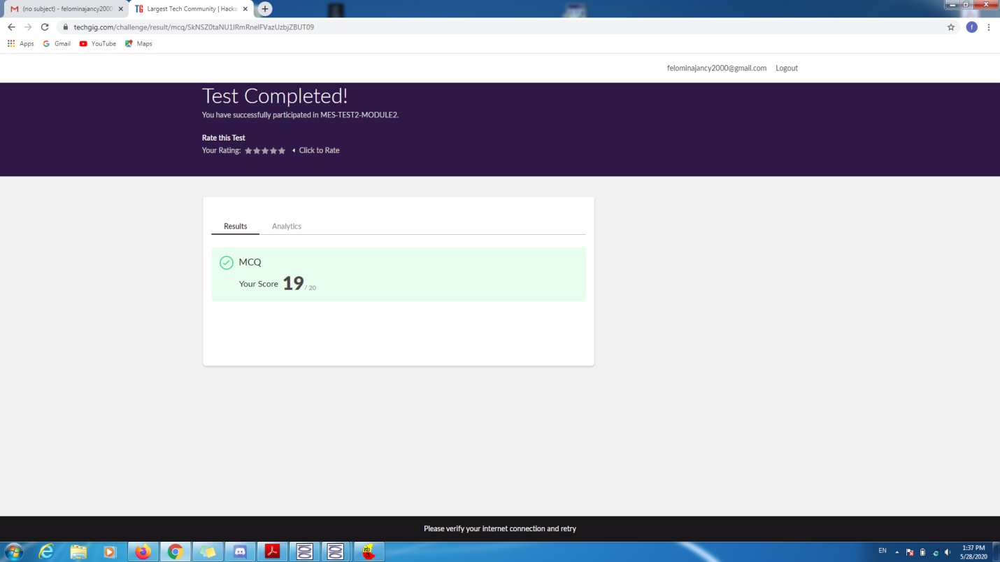 (no subject) - felominajancy2000
TG Largest Tech Community | Hacka
techgig.com/challenge/result/mcq/SkNSZ0taNU1IRmRnelFVazUzbjZBUT09
f
Apps Gmail YouTube Maps
felominajancy2000@gmail.com Logout
Test Completed!
You have successfully participated in MES-TEST2-MODULE2.
Rate this Test
Your Rating: Click to Rate
Results Analytics
MCQ
Your Score 19 / 20
Please verify your internet connection and retry
EN
1:37 PM
5/28/2020